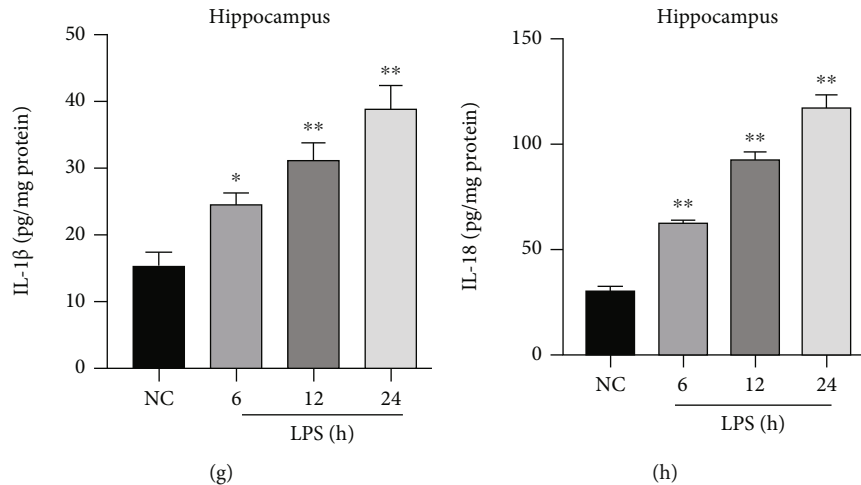 Hippocampus
IL-1β (pg/mg protein)
50
40
30
20
10
0
*
**
**
NC 6 12 24
LPS (h)
(g)
Hippocampus
IL-18 (pg/mg protein)
150
100
50
0
**
**
**
NC 6 12 24
LPS (h)
(h)